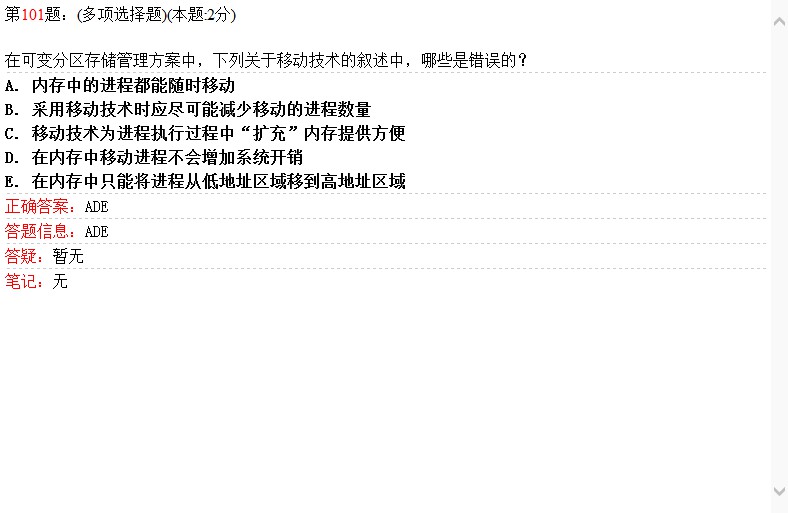 第101题：(多项选择题)(本题:2分)
在可变分区存储管理方案中，下列关于移动技术的叙述中，哪些是错误的？
A. 内存中的进程都能随时移动
B. 采用移动技术时应尽可能减少移动的进程数量
C. 移动技术为进程执行过程中“扩充”内存提供方便
D. 在内存中移动进程不会增加系统开销
E. 在内存中只能将进程从低地址区域移到高地址区域
正确答案：ADE
答题信息：ADE
答疑：暂无
笔记：无